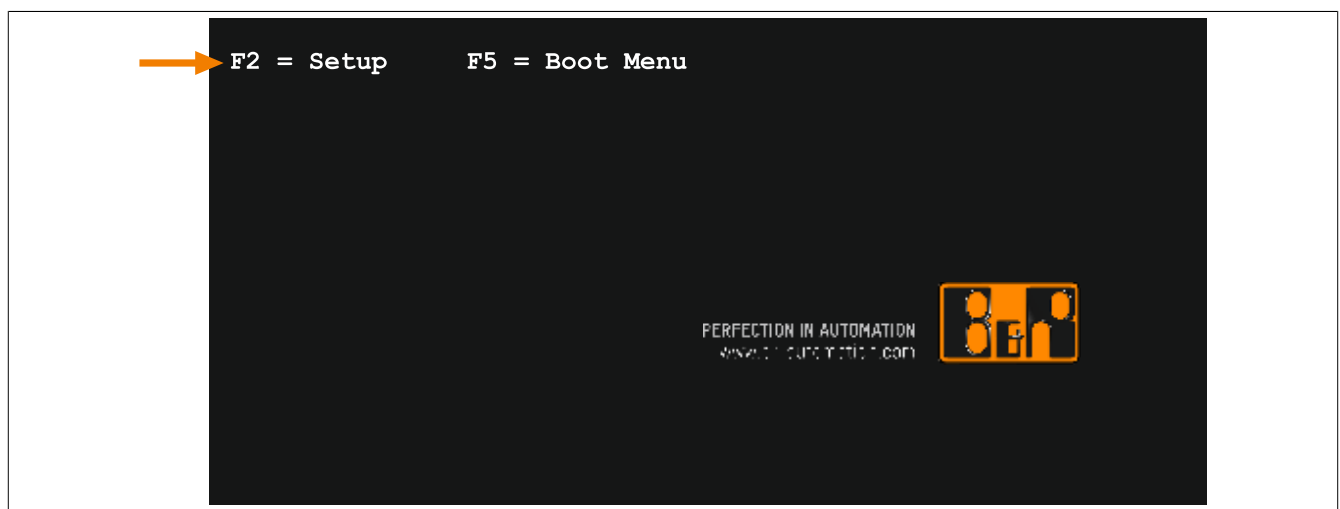 F2 = Setup F5 = Boot Menu
PERFECTION IN AUTOMATION